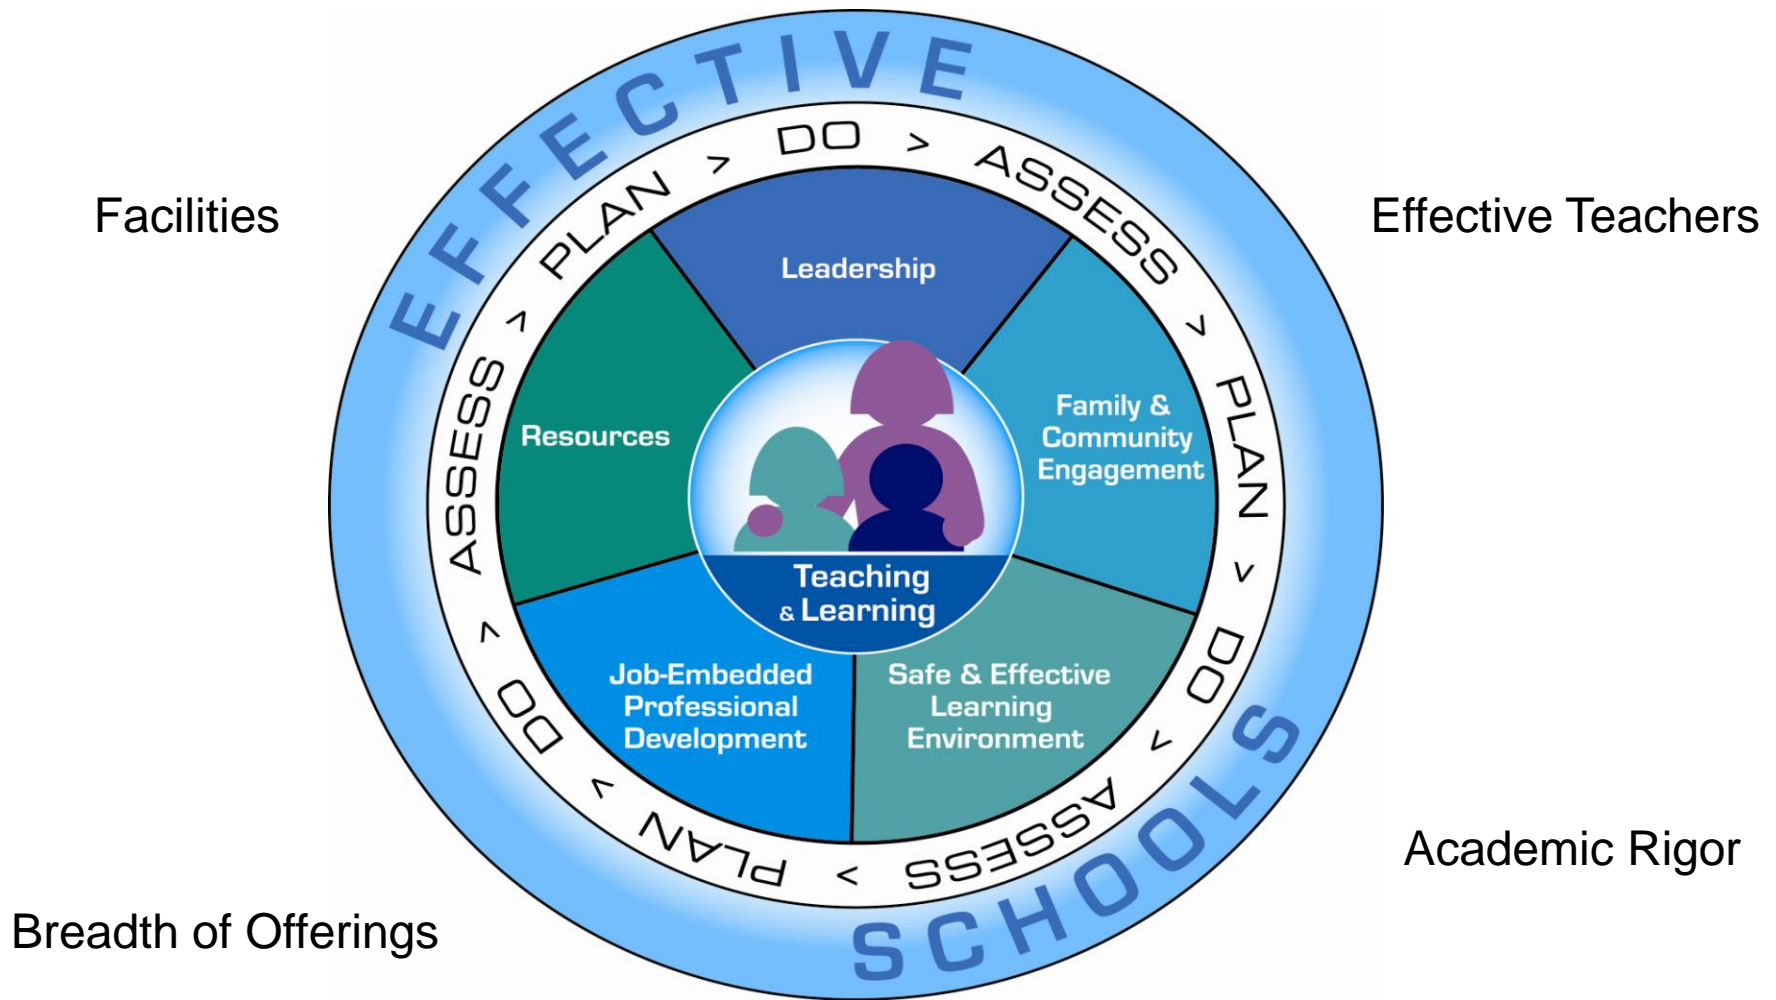 EFFECTIVE
PLAN > DO > ASSESS > PLAN > DO > ASSESS > PLAN > DO > ASSESS >
Facilities
Effective Teachers
Leadership
Family &
Community
Engagement
Resources
Teaching
& Learning
Job-Embedded
Professional
Development
Safe & Effective
Learning
Environment
SCHOOLS
Academic Rigor
Breadth of Offerings